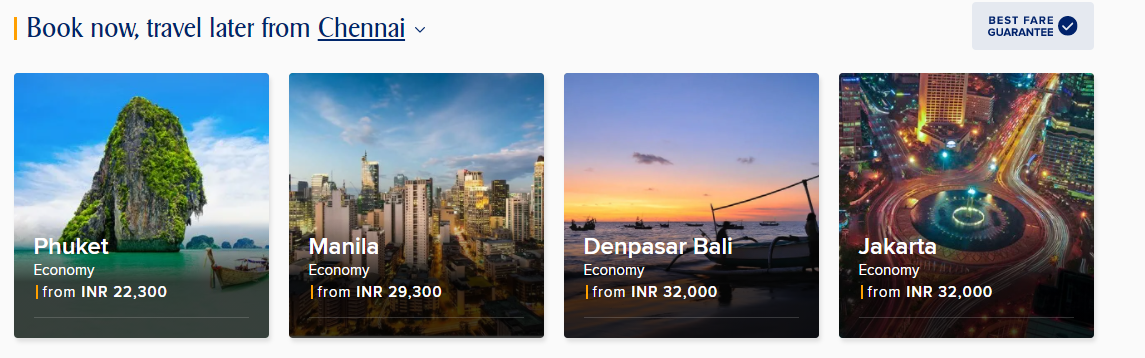 Book now, travel later from Chennai
BEST FARE
GUARANTEE
Phuket
Economy
from INR 22,300
Manila
Economy
from INR 29,300
Denpasar Bali
Economy
from INR 32,000
Jakarta
Economy
from INR 32,000